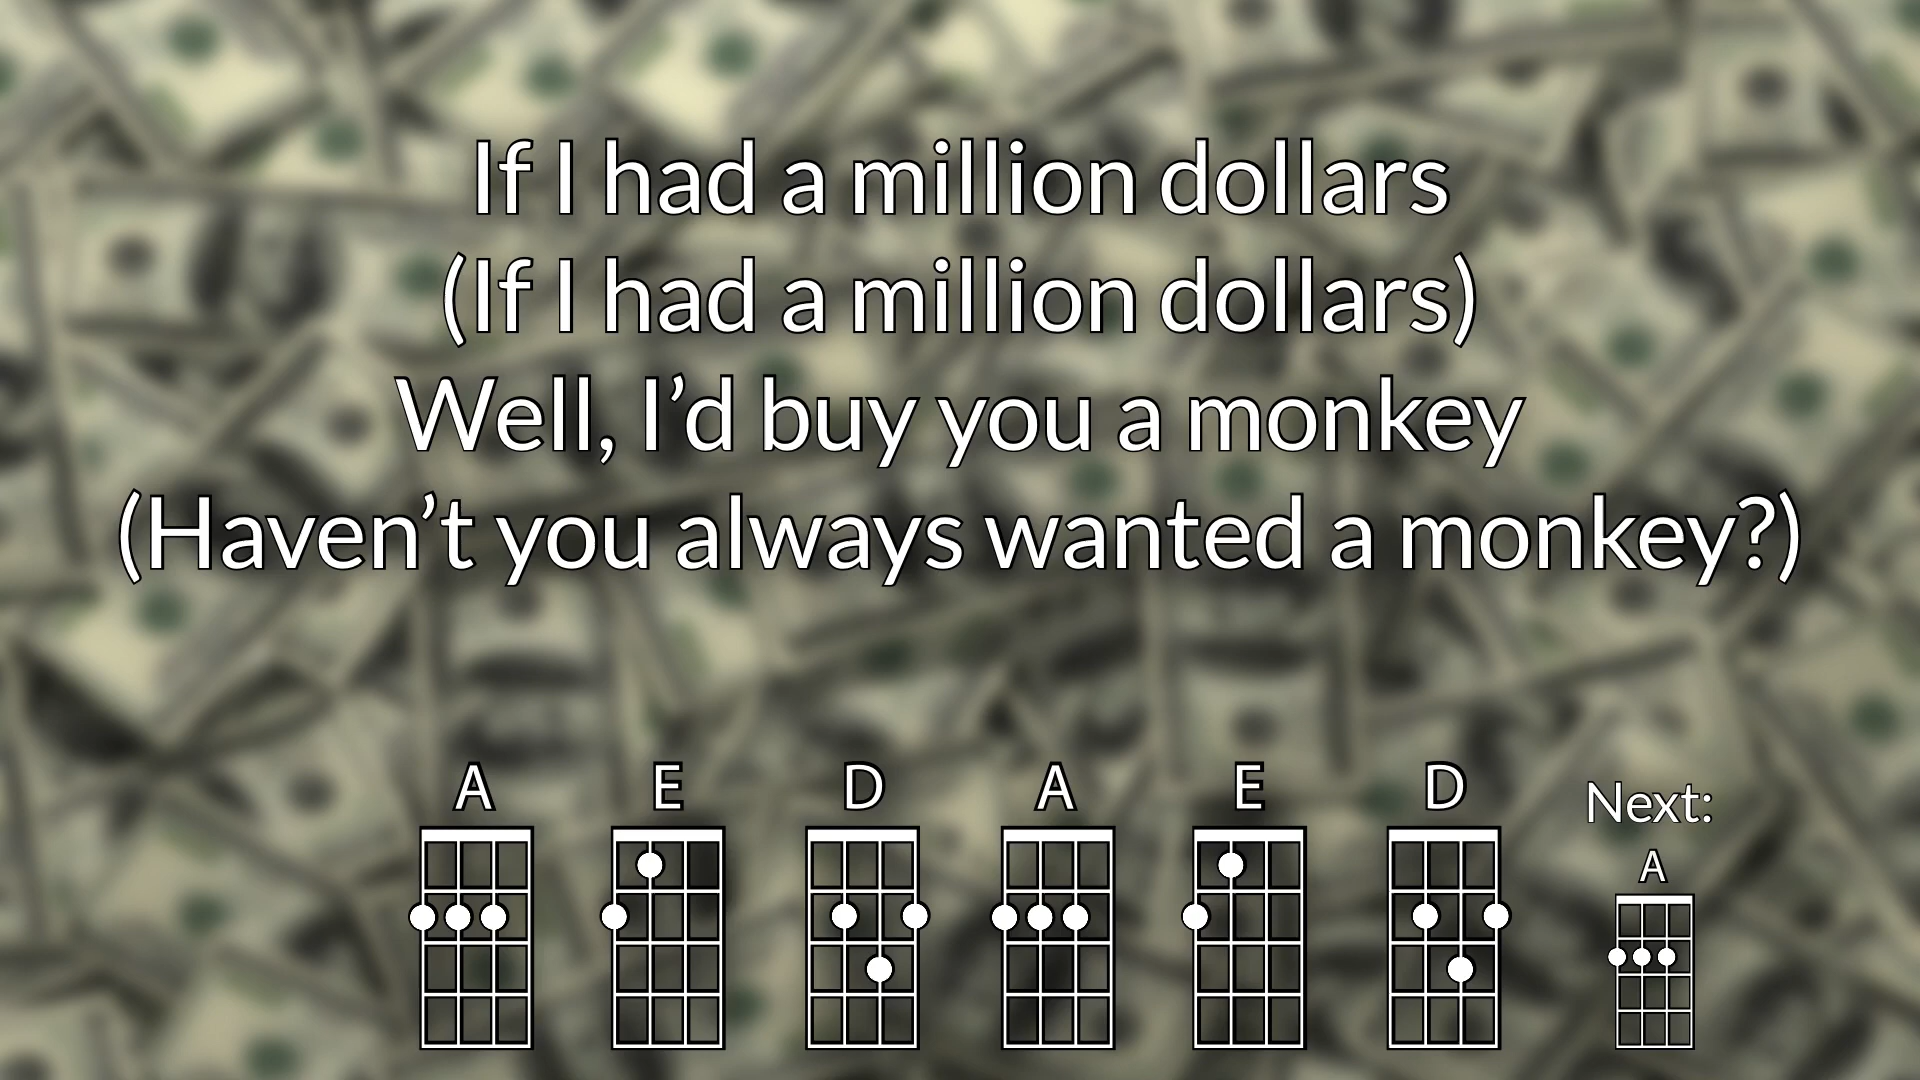 If I had a million dollars
(If I had a million dollars)
Well, I’d buy you a monkey
(Haven’t you always wanted a monkey?)
A E D A E D
Next:
A